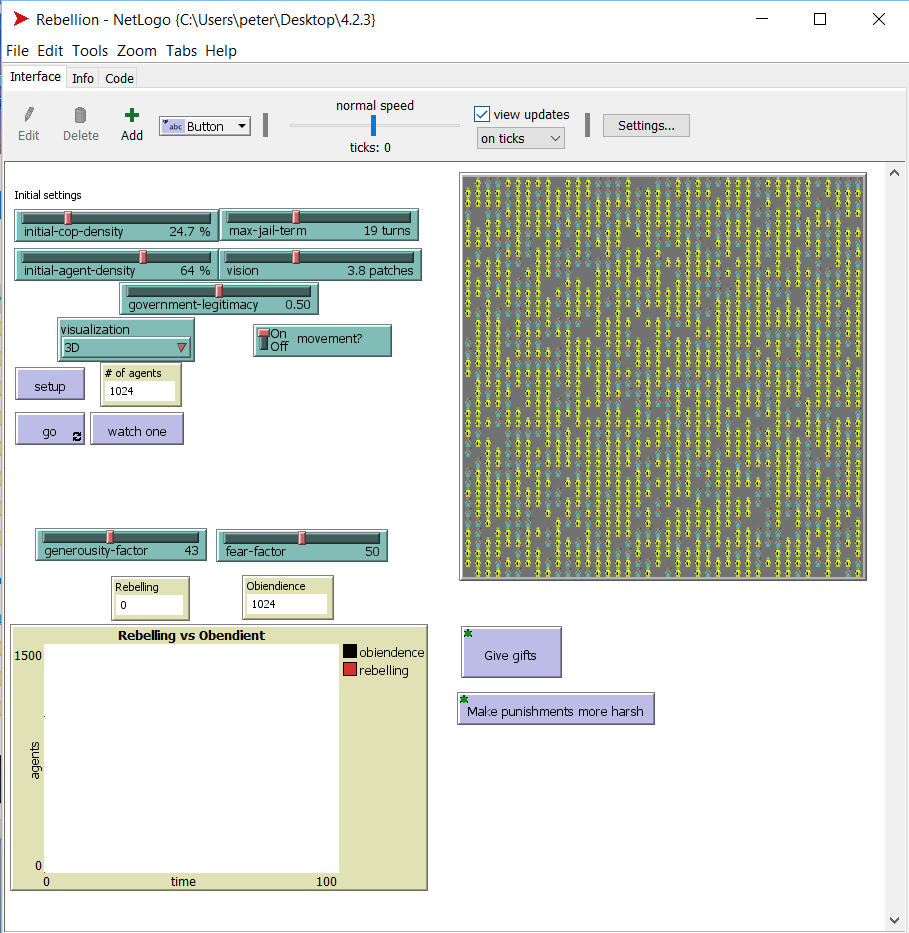 Rebellion - NetLogo {C:\Users\peter\Desktop\4.2.3}
File Edit Tools Zoom Tabs Help
Interface Info Code
Edit
Delete
Add
abc Button
normal speed
ticks: 0
view updates
on ticks
Settings...
Initial settings
initial-cop-density 24.7 %
max-jail-term 19 turns
initial-agent-density 64 %
vision 3.8 patches
government-legitimacy 0.50
visualization
3D
On
Off
movement?
setup
# of agents
1024
go
watch one
generousity-factor 43
fear-factor 50
Rebelling
0
Obiendience
1024
Rebelling vs Obendient
1500
agents
0
0 time 100
obiendence
rebelling
Give gifts
Make punishments more harsh